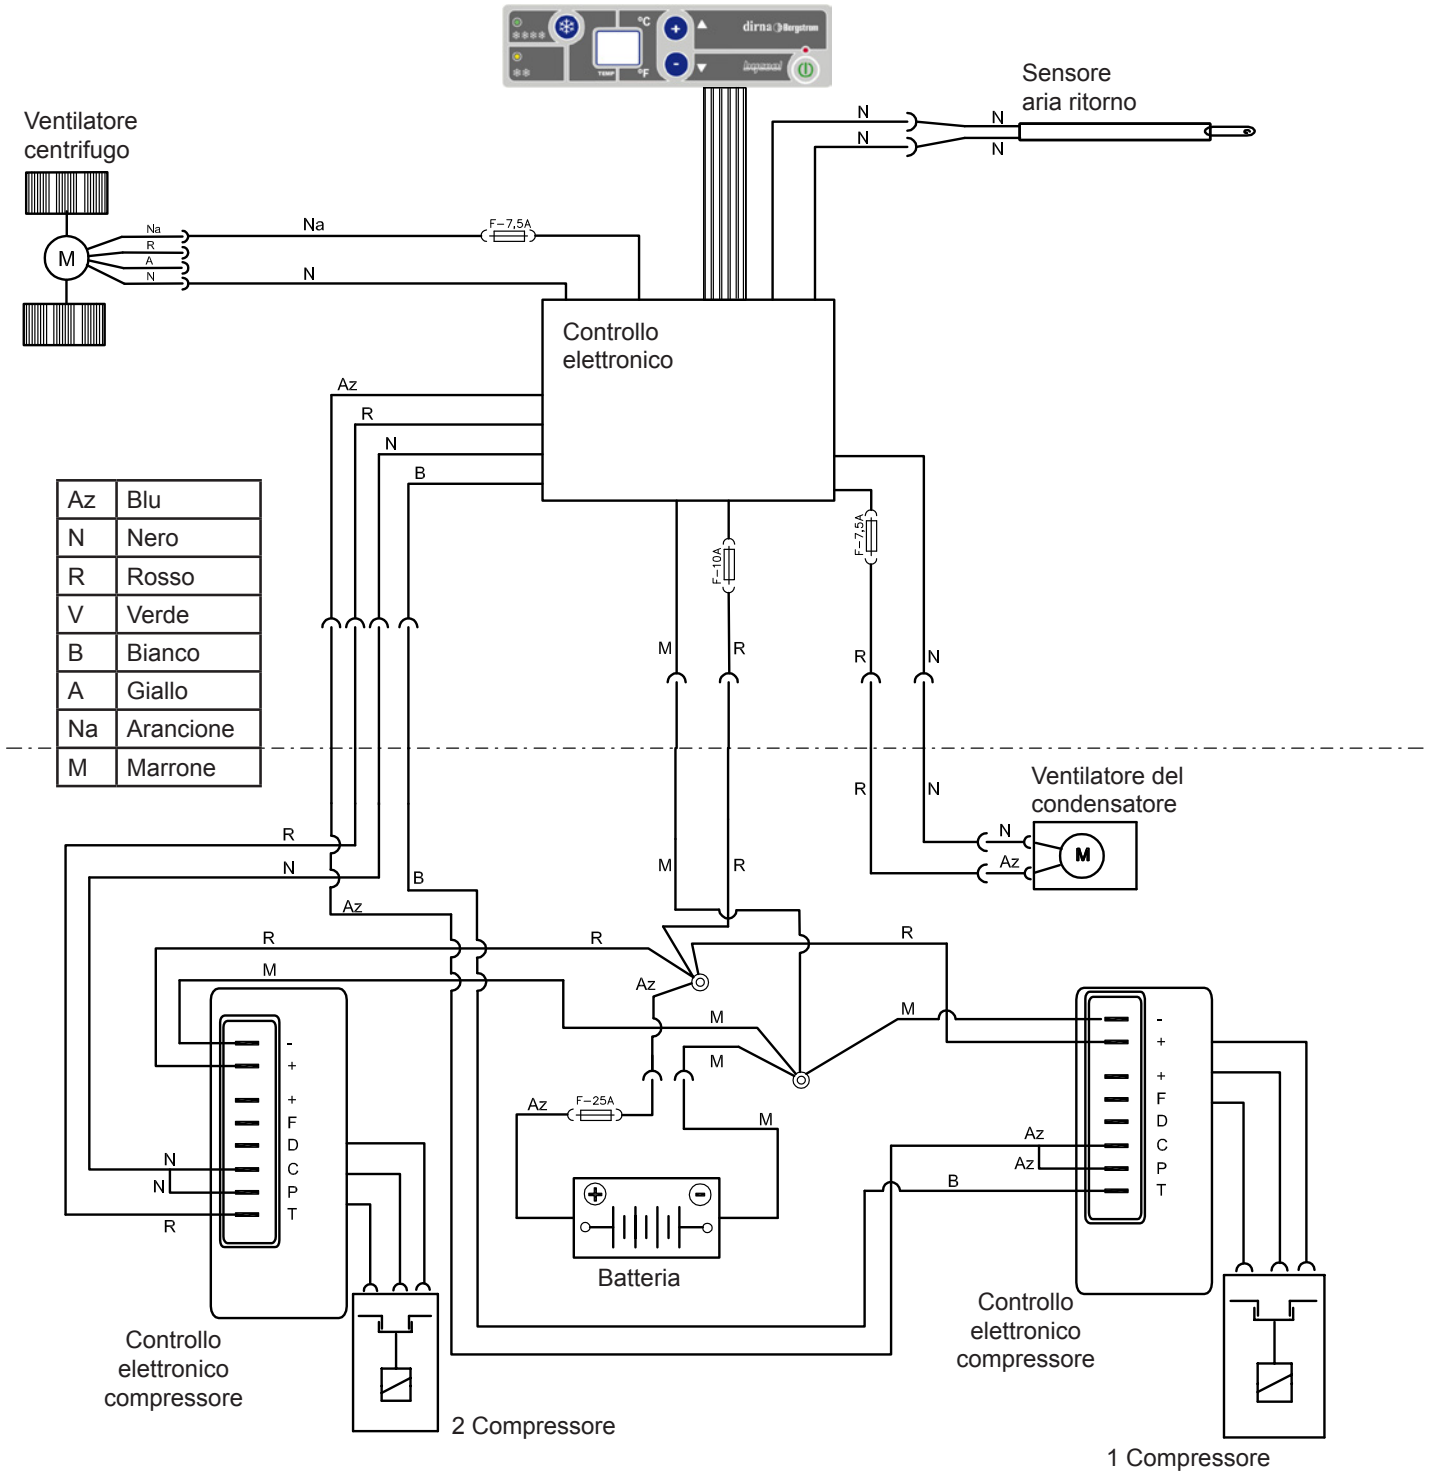 °C
dirna Bergstrom
+
-
TEMP
°F
Sensore
aria ritorno
N
N
N
N
Ventilatore
centrifugo
M
Na
R
A
N
Na
N
F-7,5A
Controllo
elettronico
Az
R
N
B
Az Blu
N Nero
R Rosso
V Verde
B Bianco
A Giallo
Na Arancione
M Marrone
F-10A
F-7,5A
M
R
R
N
R
N
Ventilatore del
condensatore
N
Az
M
R
N
B
Az
M
R
R
R
R
M
Az
M
M
M
Az
F-25A
M
-
+
+
F
D
C
P
T
N
N
R
-
+
+
F
D
C
P
T
Az
Az
B
+
-
Batteria
Controllo
elettronico
compressore
2 Compressore
Controllo
elettronico
compressore
1 Compressore